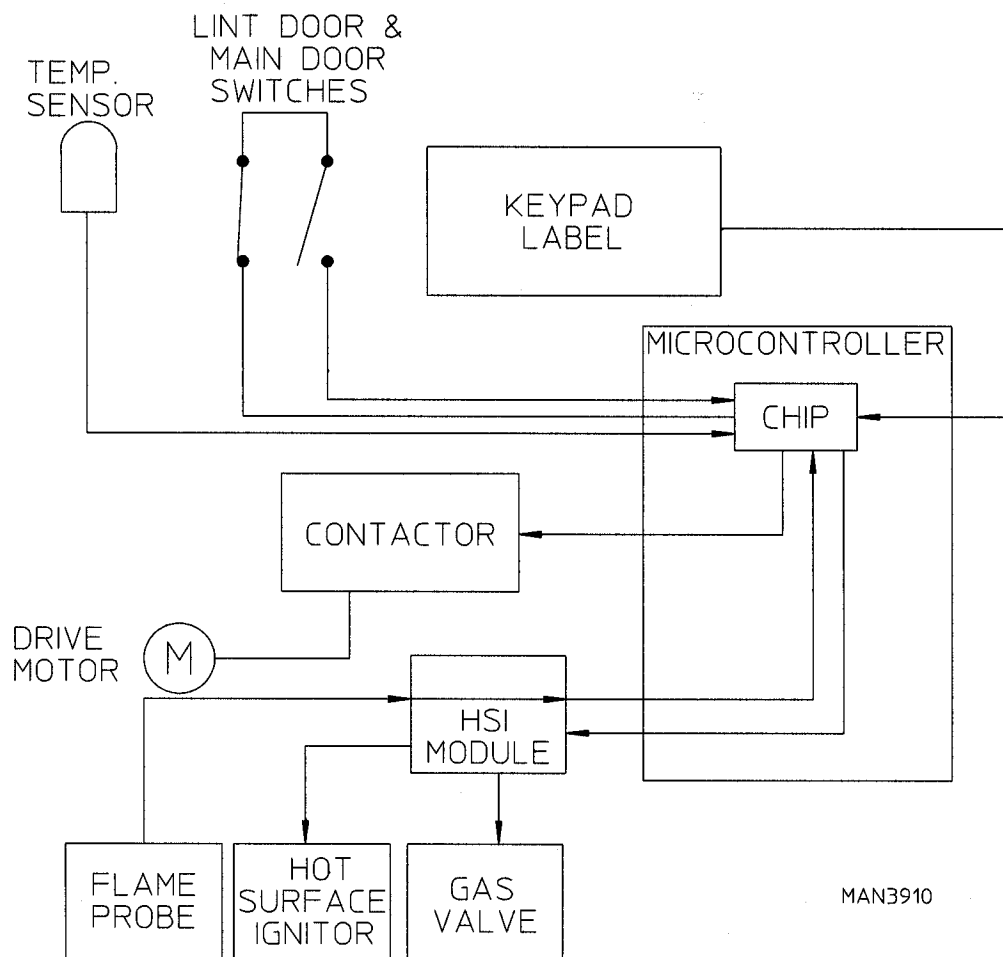 LINT DOOR &
MAIN DOOR
SWITCHES
TEMP.
SENSOR
KEYPAD
LABEL
MICROCONTROLLER
CHIP
CONTACTOR
DRIVE
MOTOR
M
HSI
MODULE
FLAME
PROBE
HOT
SURFACE
IGNITOR
GAS
VALVE
MAN3910